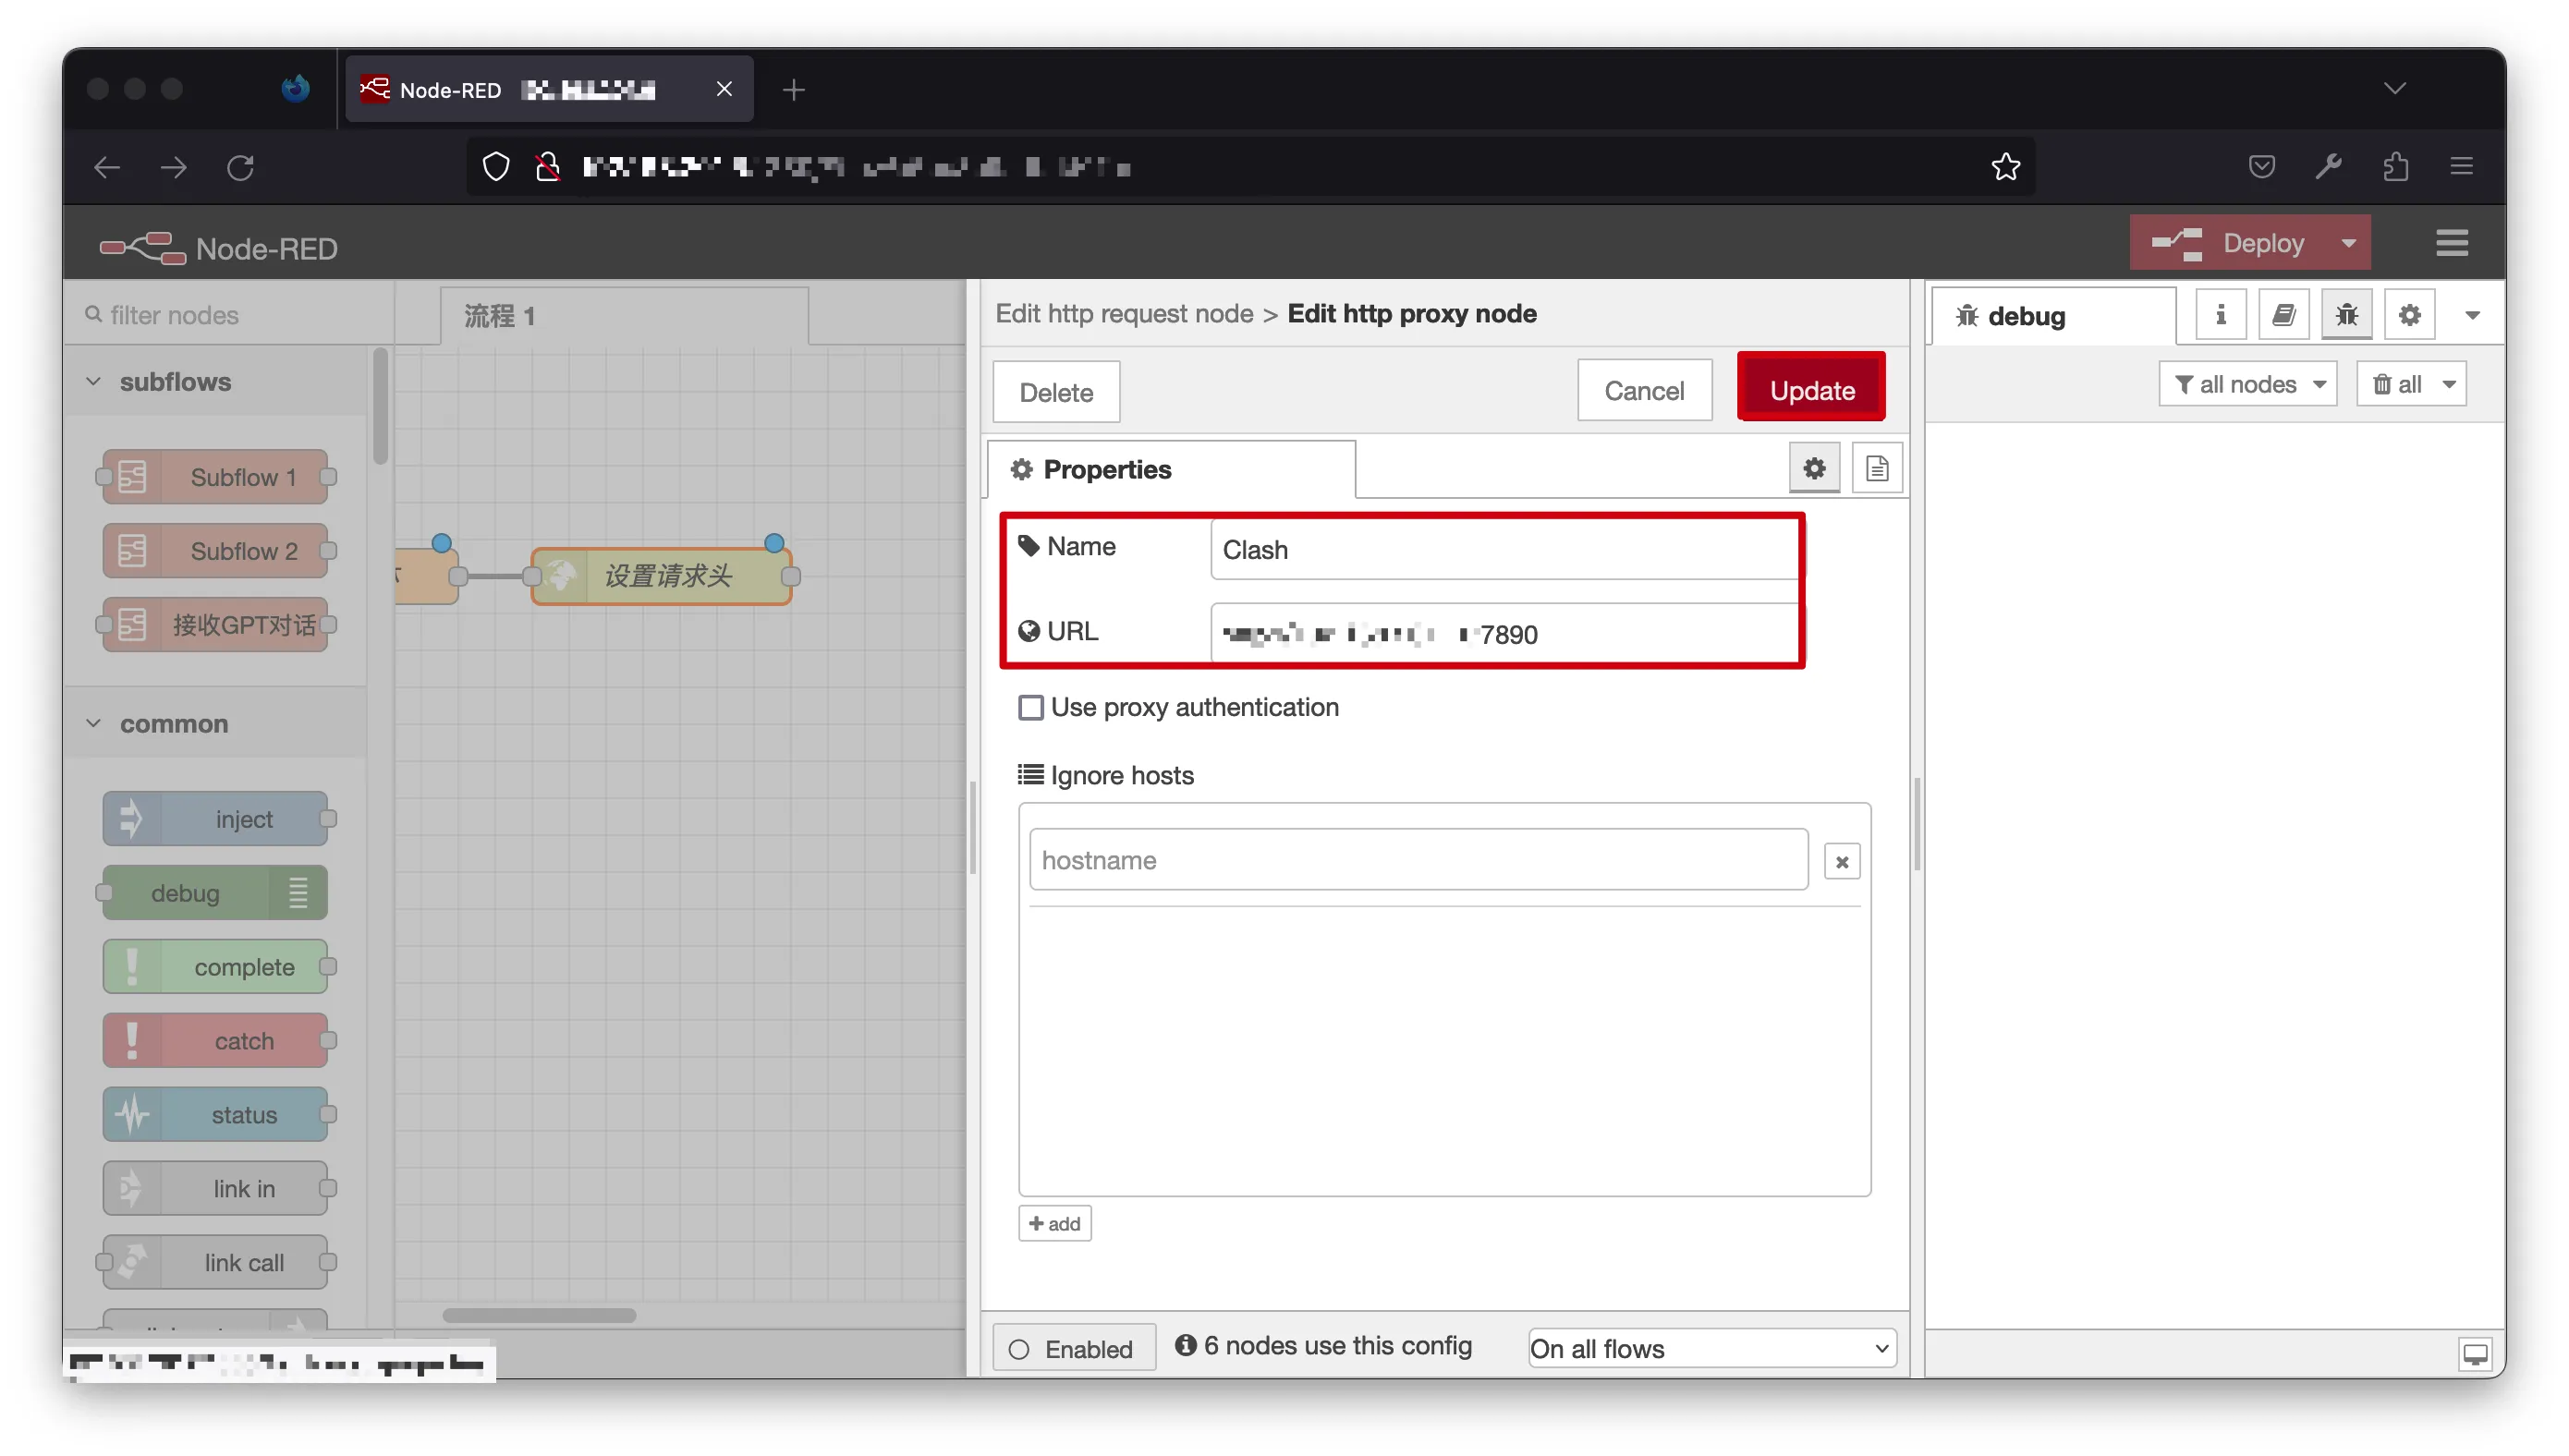 Node-RED
Node-RED
Deploy
filter nodes
流程 1
Edit http request node > Edit http proxy node
debug
Delete
Cancel
Update
all nodes
all
subflows
Properties
Subflow 1
Subflow 2
接收GPT对话
设置请求头
Name
Clash
URL
7890
Use proxy authentication
Ignore hosts
hostname
add
common
inject
debug
complete
catch
status
link in
link call
Enabled
6 nodes use this config
On all flows